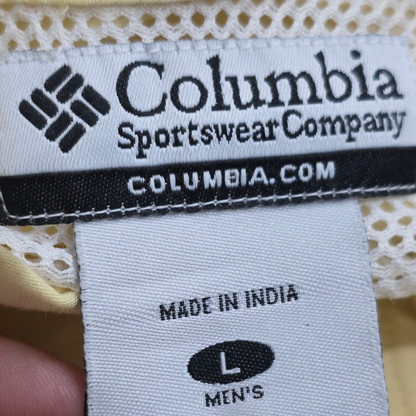 Columbia
Sportswear Company
COLUMBIA.COM
MADE IN INDIA
L
MEN'S